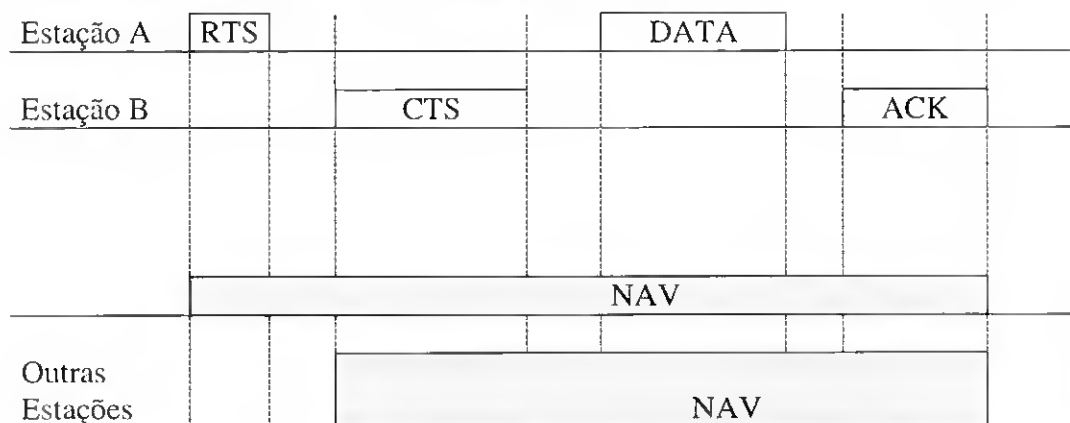 Estação A RTS DATA
Estação B CTS ACK
NAV
Outras
Estações NAV